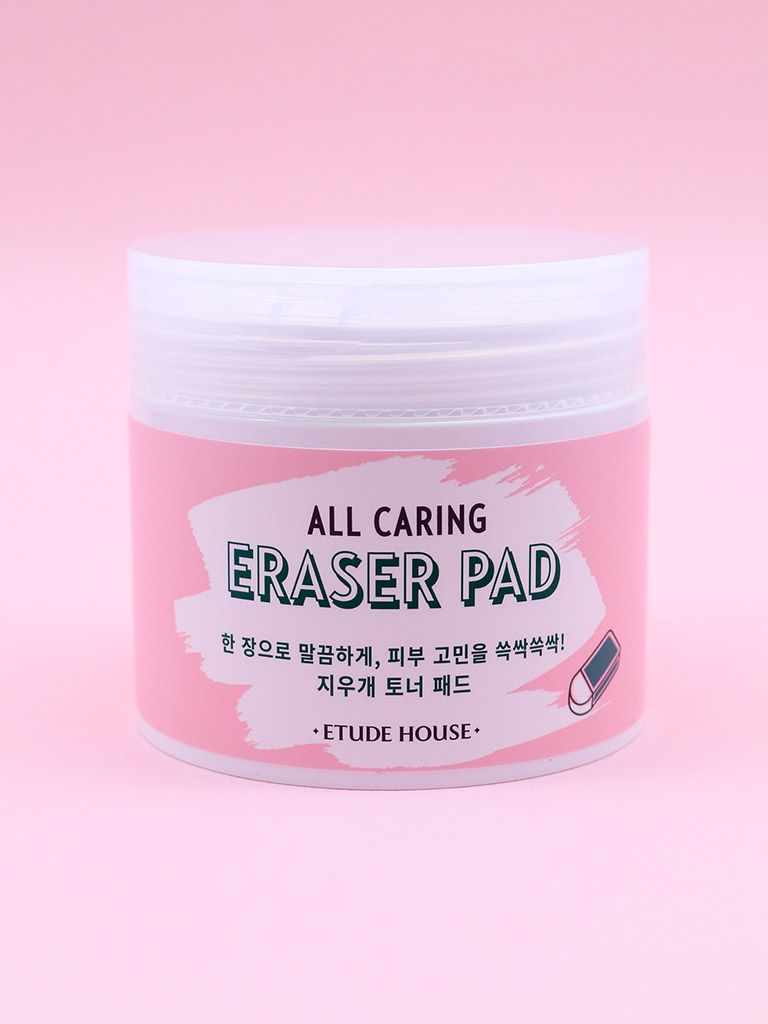 ALL CARING
ERASER PAD
한 장으로 말끔하게, 피부 고민을 쓱싹쓱싹!
지우개 토너 패드
ETUDE HOUSE